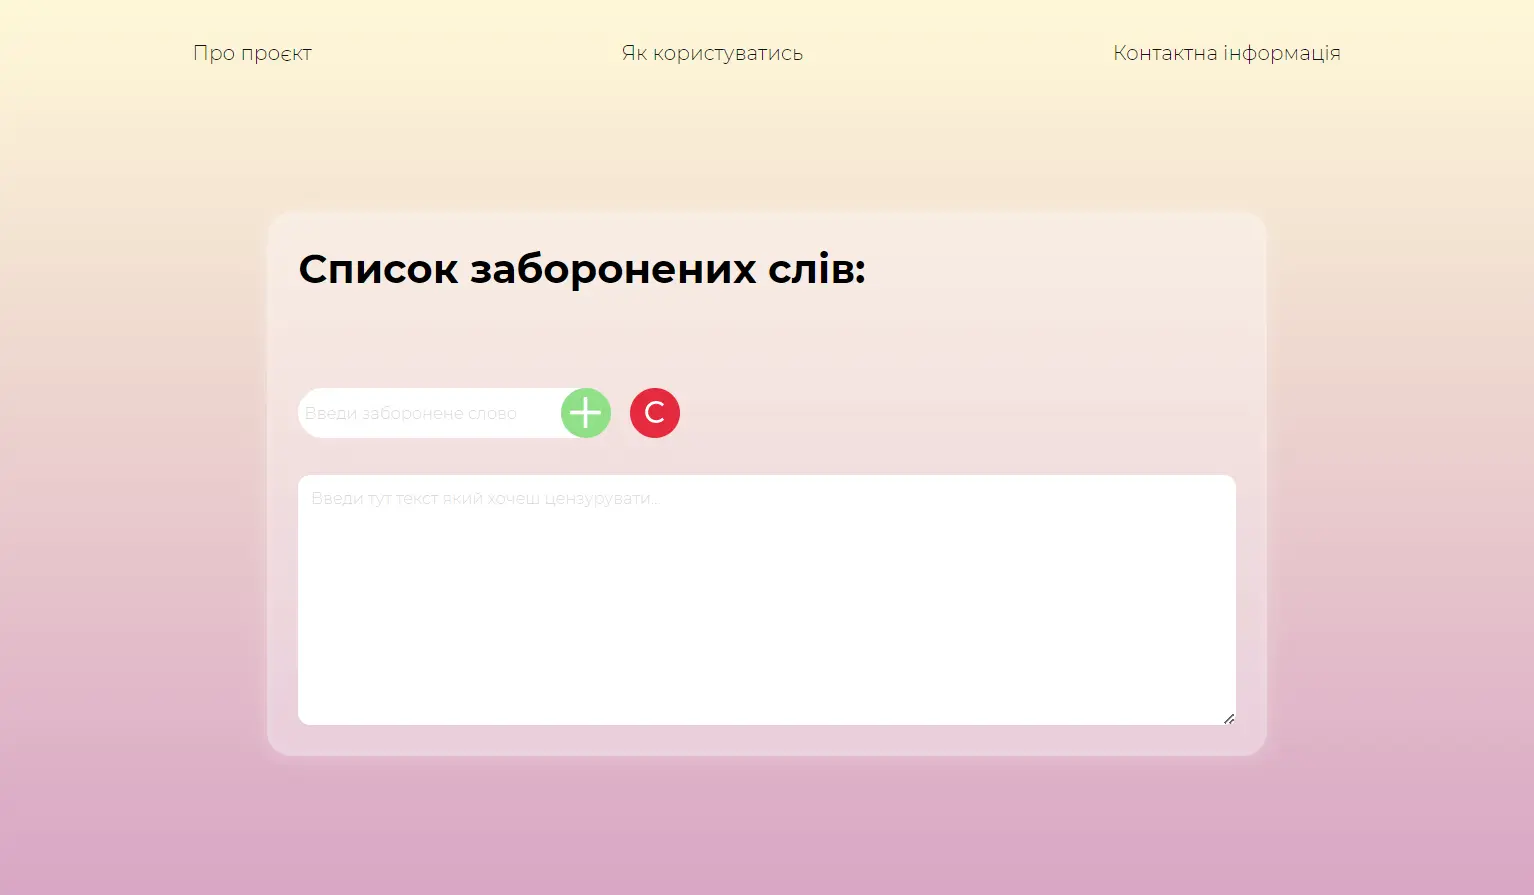 Про проєкт
Як користуватись
Контактна інформація
Список заборонених слів:
Введи заборонене слово
C
Введи тут текст який хочеш цензурувати...